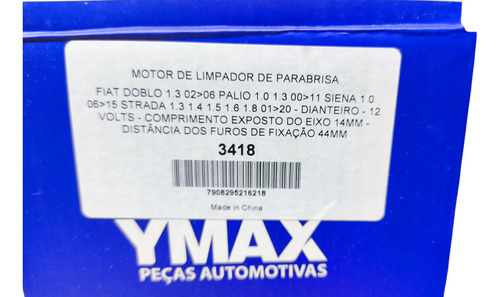 MOTOR DE LIMPADOR DE PARABRISA
FIAT DOBLO 1.3 02>06 PALIO 1.0 1.3 00>11 SIENA 1.0
06>15 STRADA 1.3 1.4 1.5 1.6 1.8 01>20 - DIANTEIRO - 12
VOLTS - COMPRIMENTO EXPOSTO DO EIXO 14MM -
DISTÂNCIA DOS FUROS DE FIXAÇÃO 44MM
3418
7908295216218
Made in China
YMAX
PEÇAS AUTOMOTIVAS